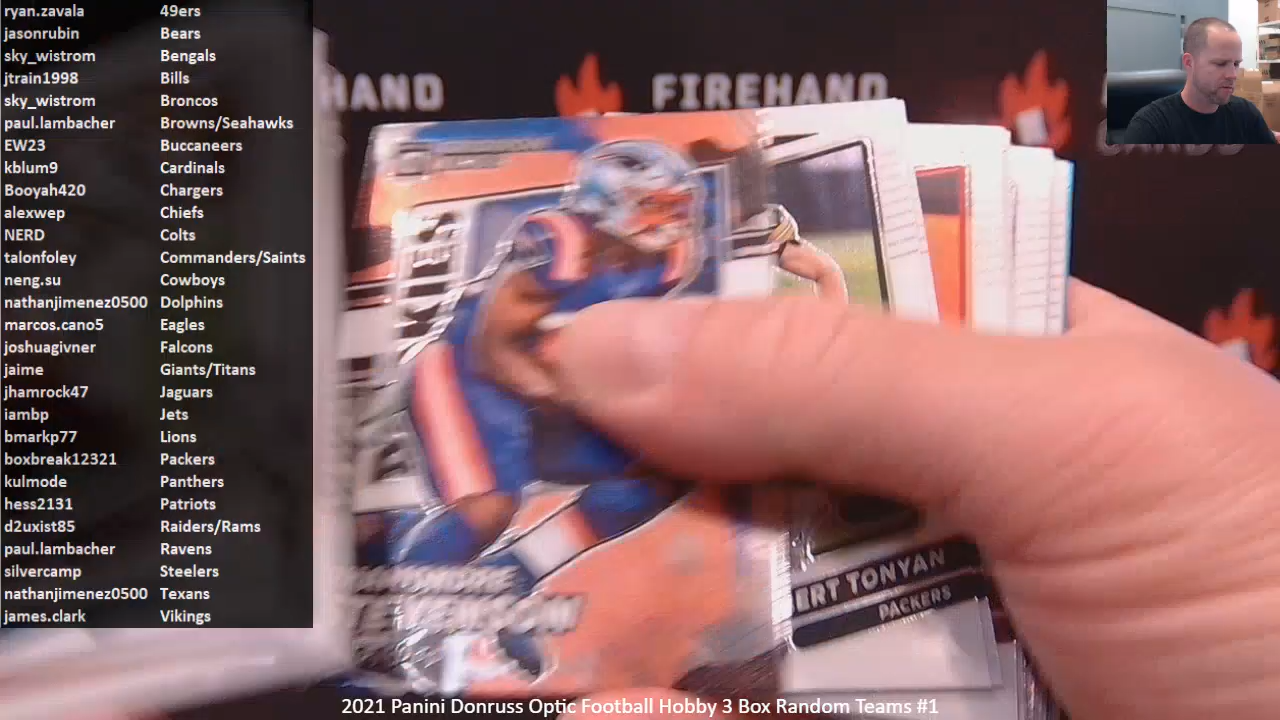 ryan.zavala 49ers
jasonrubin Bears
sky_wistrom Bengals
jtrain1998 Bills
sky_wistrom Broncos
paul.lambacher Browns/Seahawks
EW23 Buccaneers
kblum9 Cardinals
Booyah420 Chargers
alexwep Chiefs
NERD Colts
talonfoley Commanders/Saints
neng.su Cowboys
nathanjimenez0500 Dolphins
marcos.cano5 Eagles
joshuagivner Falcons
jaime Giants/Titans
jhamrock47 Jaguars
iambp Jets
bmarkp77 Lions
boxbreak12321 Packers
kulmode Panthers
hess2131 Patriots
d2uxist85 Raiders/Rams
paul.lambacher Ravens
silvercamp Steelers
nathanjimenez0500 Texans
james.clark Vikings
HAND FIREHAND
ERT TONYAN
PACKERS
2021 Panini Donruss Optic Football Hobby 3 Box Random Teams #1